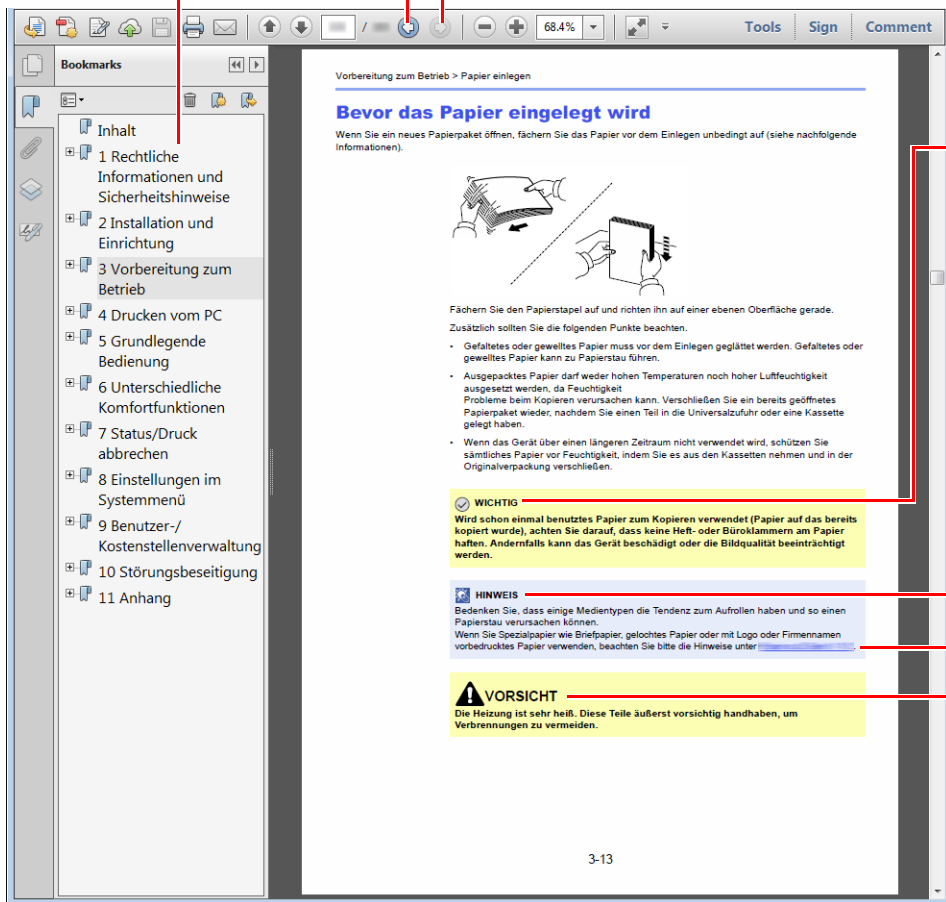 /
68.4%
Tools
Sign
Comment
Bookmarks
Inhalt
1 Rechtliche
Informationen und
Sicherheitshinweise
2 Installation und
Einrichtung
3 Vorbereitung zum
Betrieb
4 Drucken vom PC
5 Grundlegende
Bedienung
6 Unterschiedliche
Komfortfunktionen
7 Status/Druck
abbrechen
8 Einstellungen im
Systemmenü
9 Benutzer-/
Kostenstellenverwaltung
10 Störungsbeseitigung
11 Anhang
Vorbereitung zum Betrieb > Papier einlegen
Bevor das Papier eingelegt wird
Wenn Sie ein neues Papierpaket öffnen, fächern Sie das Papier vor dem Einlegen unbedingt auf (siehe nachfolgende
Informationen).
Fächern Sie den Papierstapel auf und richten ihn auf einer ebenen Oberfläche gerade.
Zusätzlich sollten Sie die folgenden Punkte beachten.
• Gefaltetes oder gewelltes Papier muss vor dem Einlegen geglättet werden. Gefaltetes oder
gewelltes Papier kann zu Papierstau führen.
• Ausgepacktes Papier darf weder hohen Temperaturen noch hoher Luftfeuchtigkeit
ausgesetzt werden, da Feuchtigkeit
Probleme beim Kopieren verursachen kann. Verschließen Sie ein bereits geöffnetes
Papierpaket wieder, nachdem Sie einen Teil in die Universalzufuhr oder eine Kassette
gelegt haben.
• Wenn das Gerät über einen längeren Zeitraum nicht verwendet wird, schützen Sie
sämtliches Papier vor Feuchtigkeit, indem Sie es aus den Kassetten nehmen und in der
Originalverpackung verschließen.
WICHTIG
Wird schon einmal benutztes Papier zum Kopieren verwendet (Papier auf das bereits
kopiert wurde), achten Sie darauf, dass keine Heft- oder Büroklammern am Papier
haften. Andernfalls kann das Gerät beschädigt oder die Bildqualität beeinträchtigt
werden.
HINWEIS
Bedenken Sie, dass einige Medientypen die Tendenz zum Aufrollen haben und so einen
Papierstau verursachen können.
Wenn Sie Spezialpapier wie Briefpapier, gelochtes Papier oder mit Logo oder Firmennamen
vorbedrucktes Papier verwenden, beachten Sie bitte die Hinweise unter .
VORSICHT
Die Heizung ist sehr heiß. Diese Teile äußerst vorsichtig handhaben, um
Verbrennungen zu vermeiden.
3-13